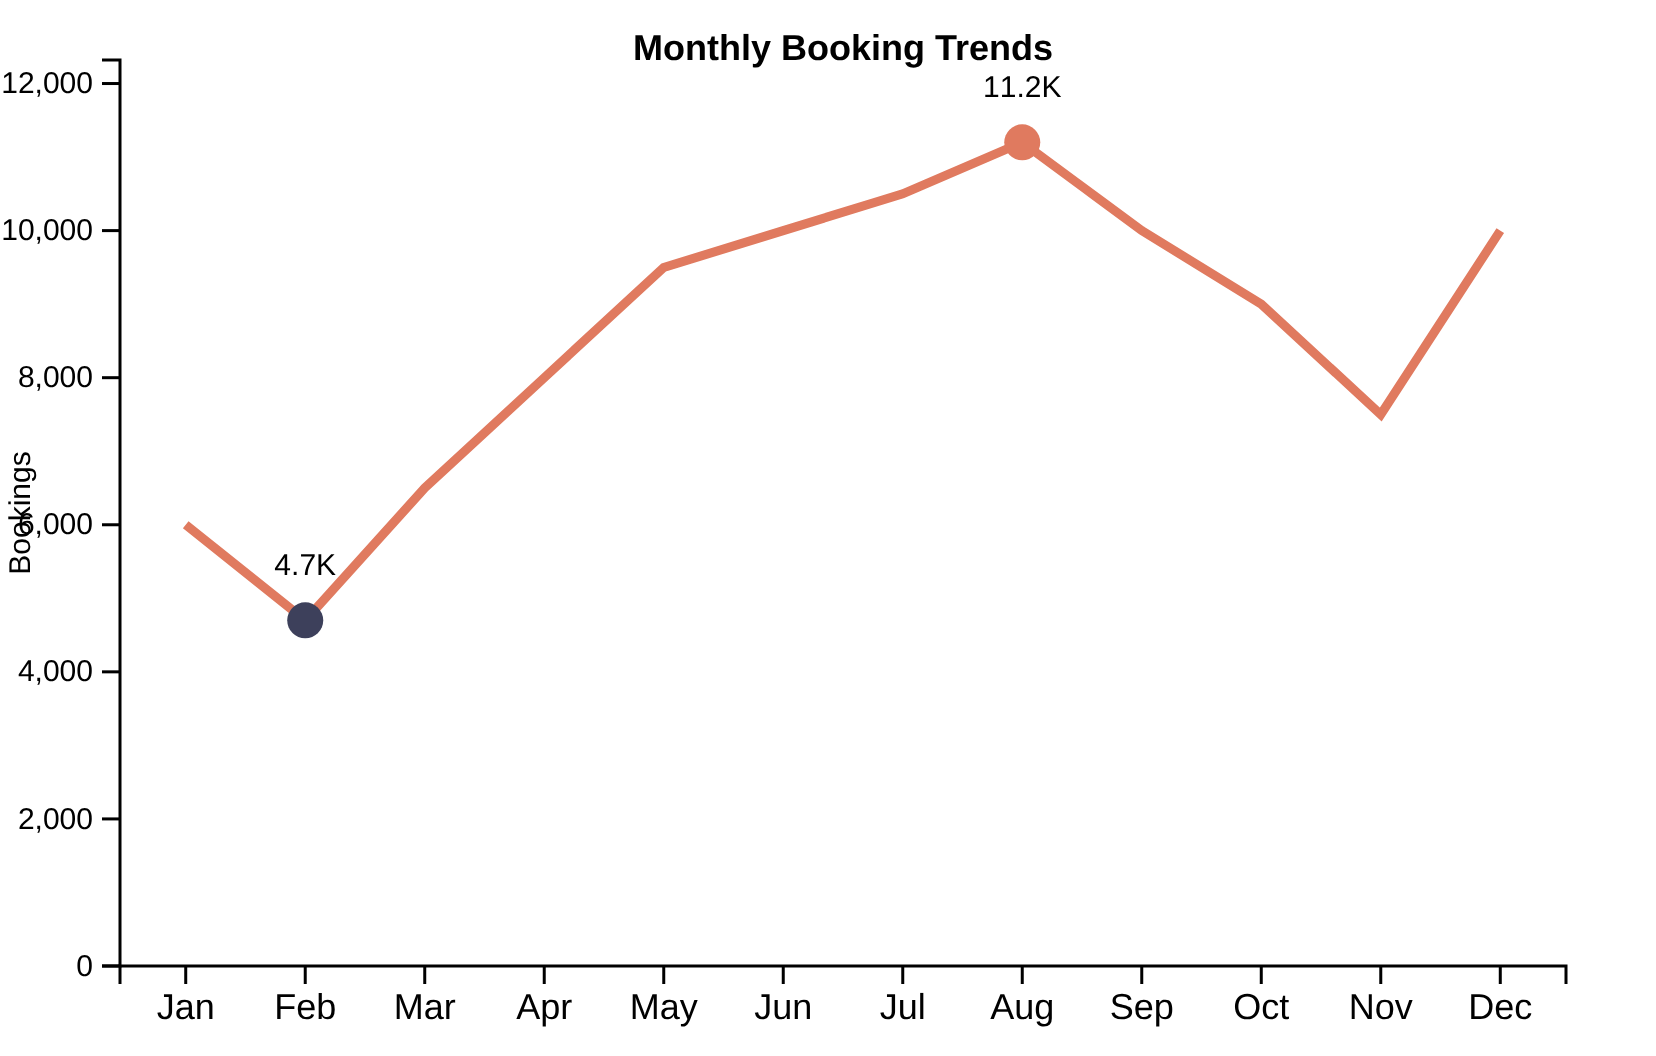 Monthly Booking Trends
12,000
10,000
8,000
6,000
4,000
2,000
0
Bookings
11.2K
4.7K
Jan Feb Mar Apr May Jun Jul Aug Sep Oct Nov Dec